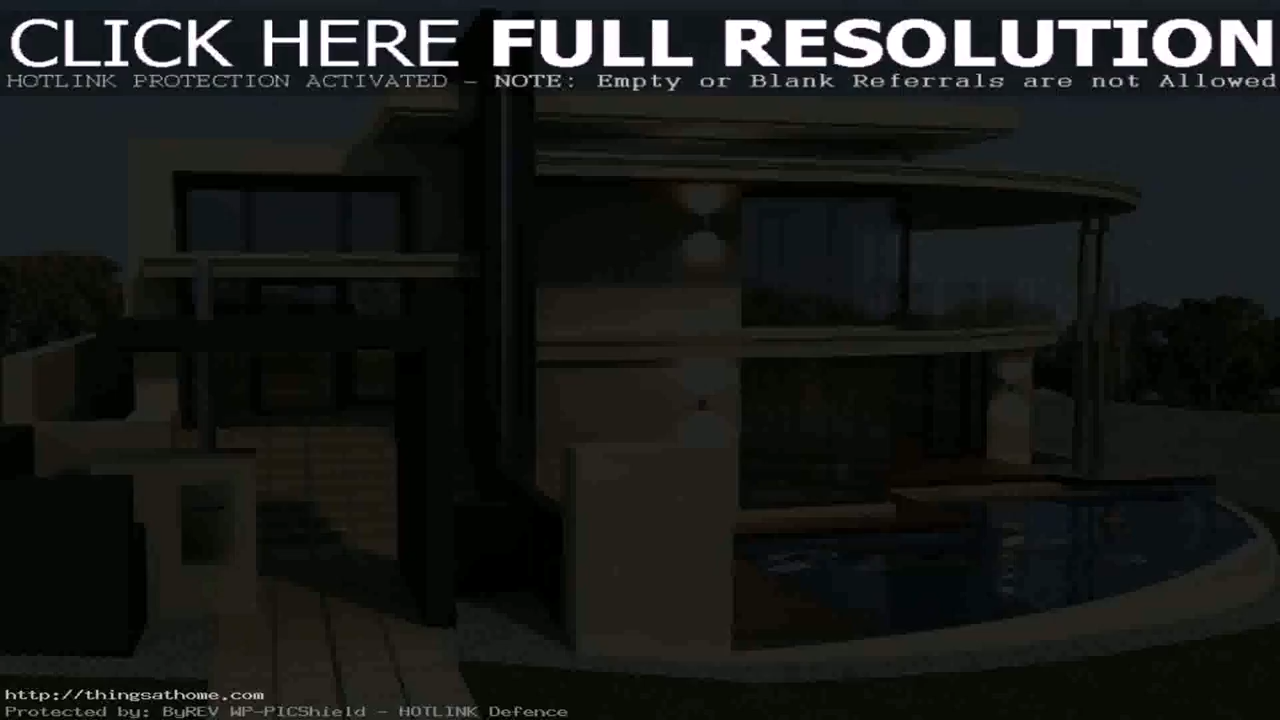 CLICK HERE FULL RESOLUTION
HOTLINK PROTECTION ACTIVATED - NOTE: Empty or Blank Referrals are not Allowed
http://thingsathome.com
Protected by: ByREV WP-PICShield - HOTLINK Defence